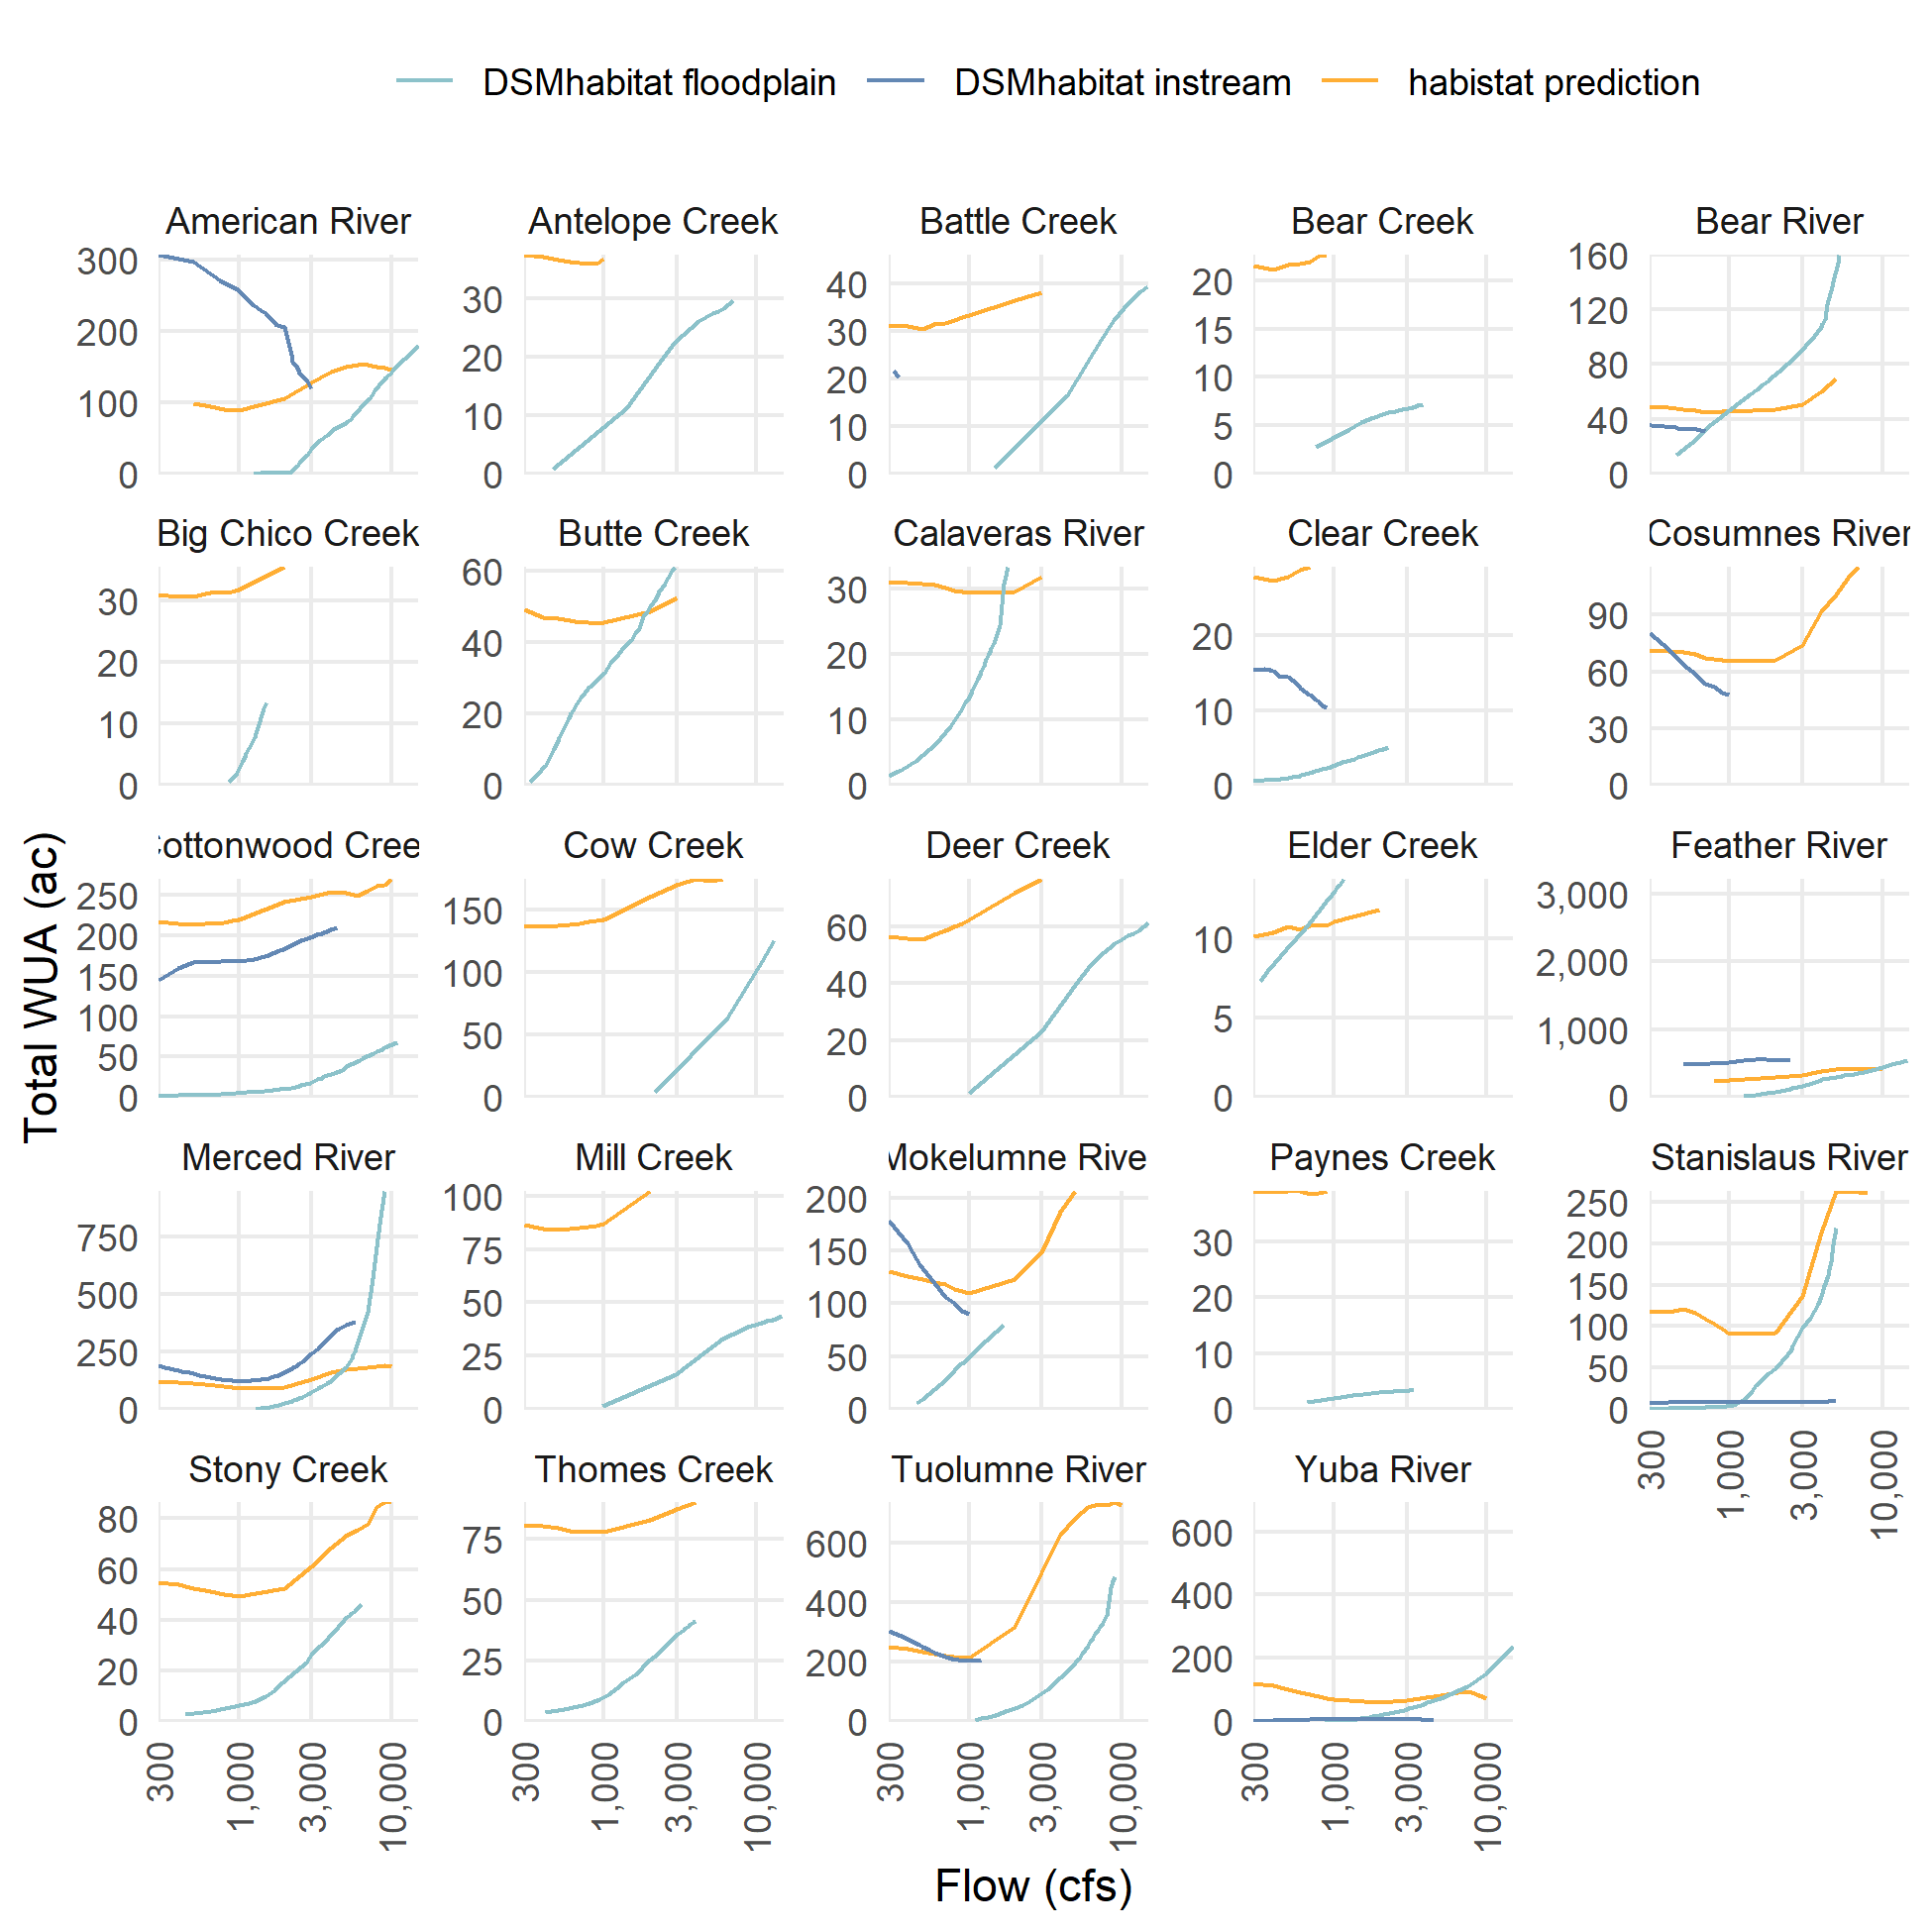 DSMhabitat floodplain DSMhabitat instream habistat prediction
American River Antelope Creek Battle Creek Bear Creek Bear River
300 200 100 0
30 20 10 0
40 30 20 10 0
20 15 10 5 0
160 120 80 40 0
Big Chico Creek Butte Creek Calaveras River Clear Creek Cosumnes River
30 20 10 0
60 40 20 0
30 20 10 0
20 10 0
90 60 30 0
Cottonwood Cree Cow Creek Deer Creek Elder Creek Feather River
250 200 150 100 50 0
150 100 50 0
60 40 20 0
10 5 0
3,000 2,000 1,000 0
Total WUA (ac)
Merced River Mill Creek Mokelumne Rive Paynes Creek Stanislaus River
750 500 250 0
100 75 50 25 0
200 150 100 50 0
30 20 10 0
250 200 150 100 50 0
300 1,000 3,000 10,000
Stony Creek Thomes Creek Tuolumne River Yuba River
80 60 40 20 0
75 50 25 0
600 400 200 0
600 400 200 0
300 1,000 3,000 10,000 300 1,000 3,000 10,000 300 1,000 3,000 10,000 300 1,000 3,000 10,000
Flow (cfs)